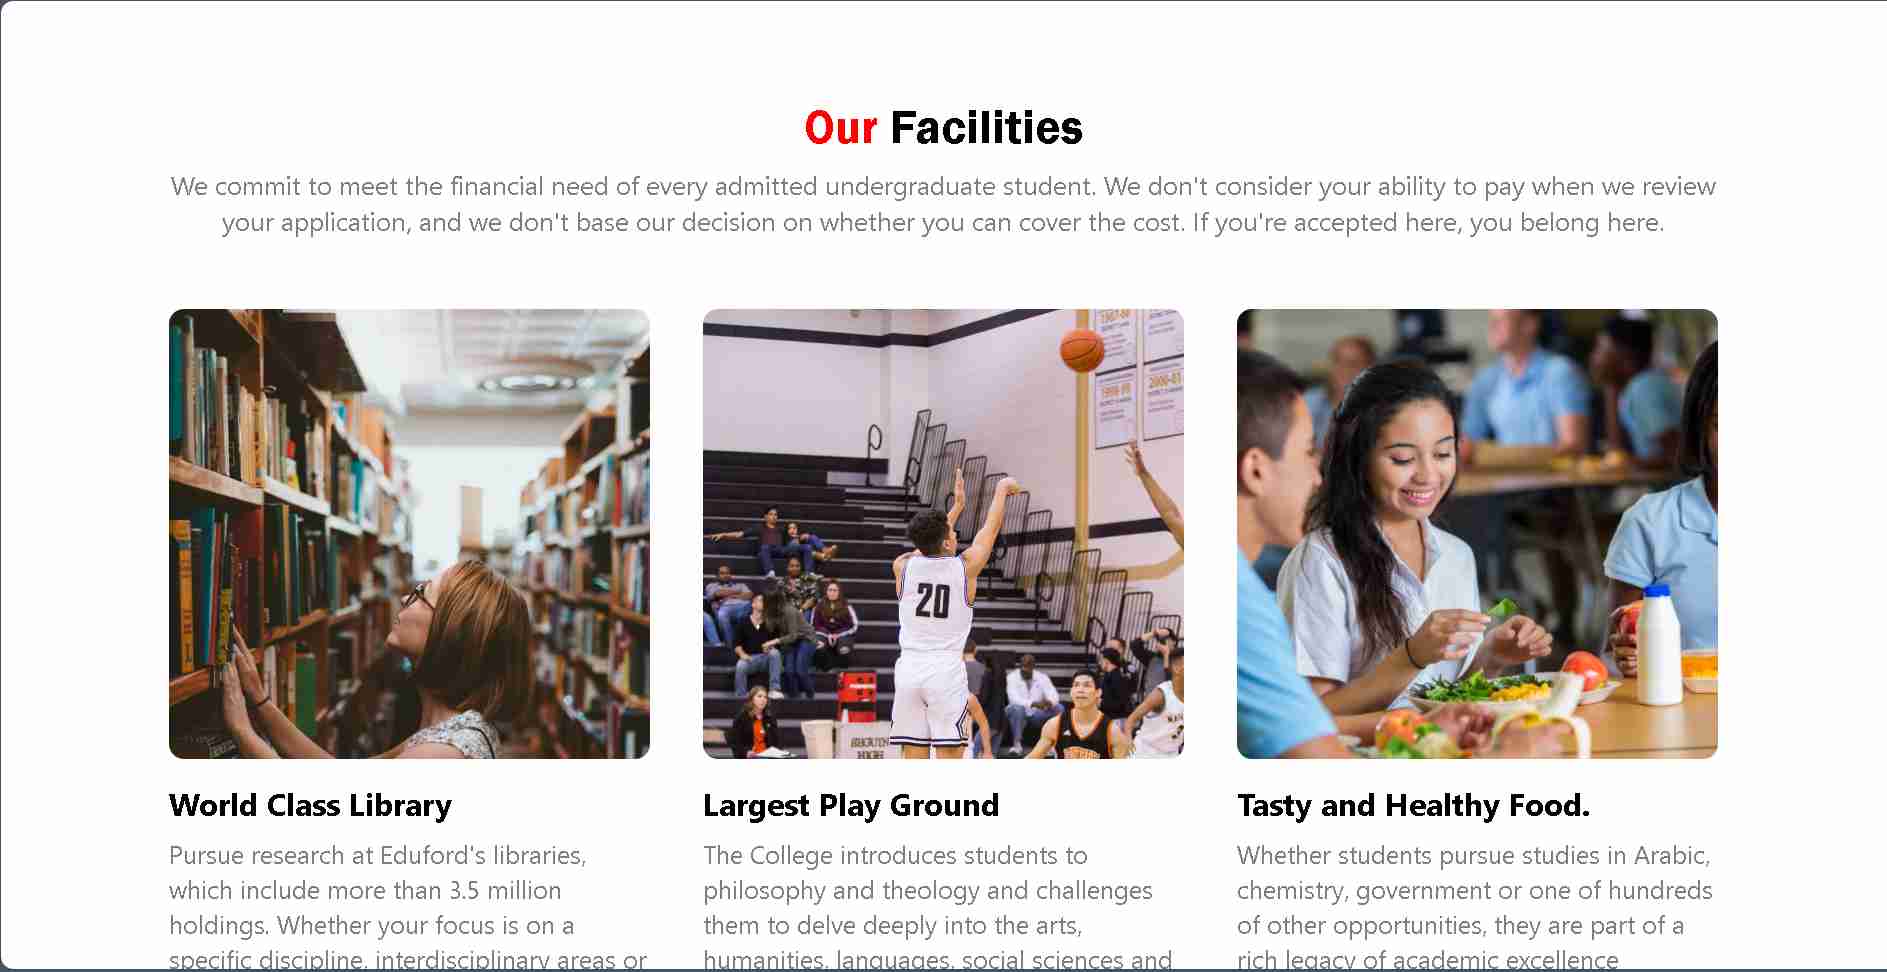 Our Facilities
We commit to meet the financial need of every admitted undergraduate student. We don't consider your ability to pay when we review
your application, and we don't base our decision on whether you can cover the cost. If you're accepted here, you belong here.
20
World Class Library
Pursue research at Eduford's libraries,
which include more than 3.5 million
holdings. Whether your focus is on a
specific discipline, interdisciplinary areas or
Largest Play Ground
The College introduces students to
philosophy and theology and challenges
them to delve deeply into the arts,
humanities, languages, social sciences and
Tasty and Healthy Food.
Whether students pursue studies in Arabic,
chemistry, government or one of hundreds
of other opportunities, they are part of a
rich legacy of academic excellence